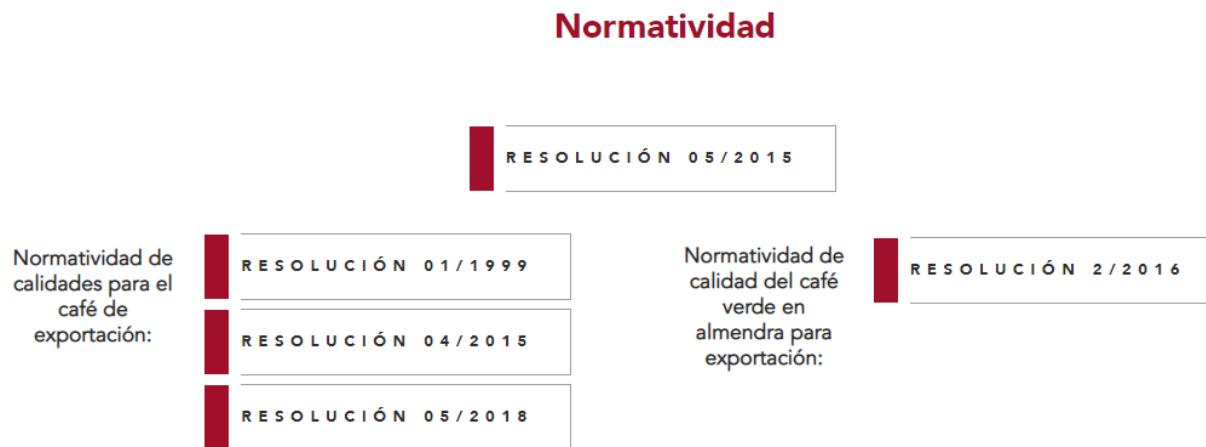 Normatividad
RESOLUCIÓN 05/2015
Normatividad de
calidades para el
café de
exportación:
RESOLUCIÓN 01/1999
RESOLUCIÓN 04/2015
RESOLUCIÓN 05/2018
Normatividad de
calidad del café
verde en
almendra para
exportación:
RESOLUCIÓN 2/2016